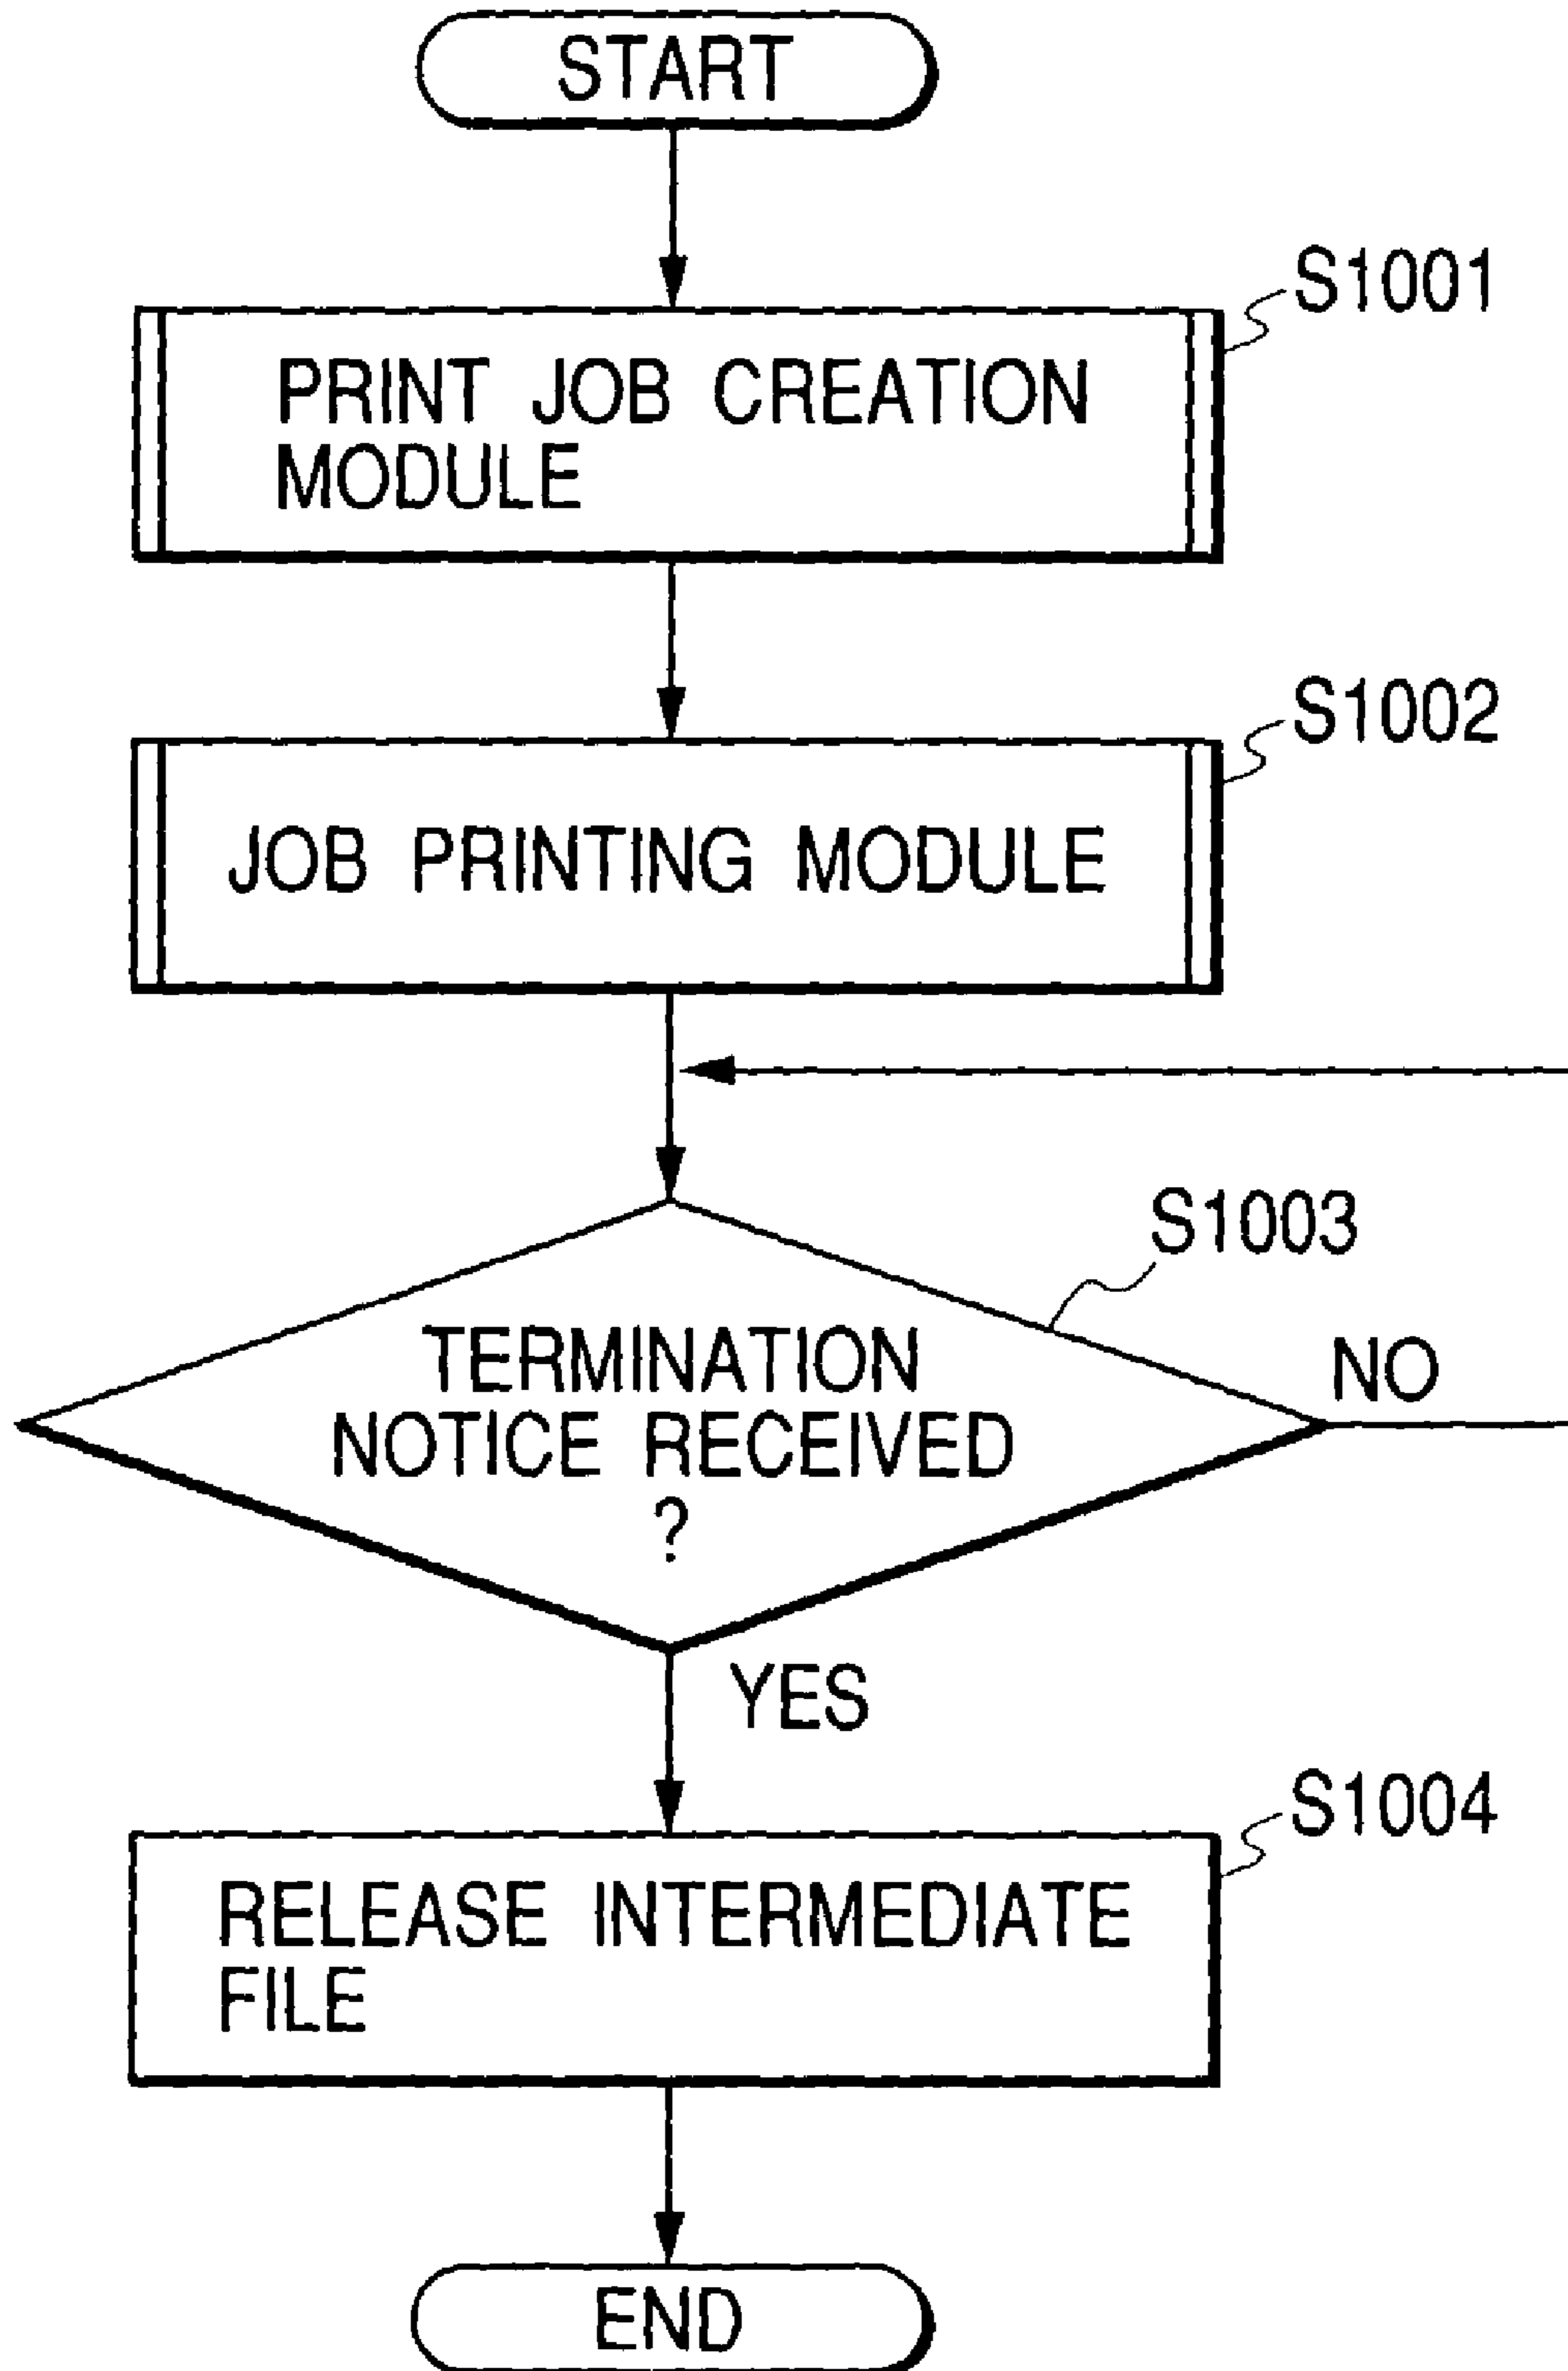 START
S1001
PRINT JOB CREATION
MODULE
S1002
JOB PRINTING MODULE
S1003
TERMINATION
NOTICE RECEIVED
?
NO
YES
S1004
RELEASE INTERMEDIATE
FILE
END